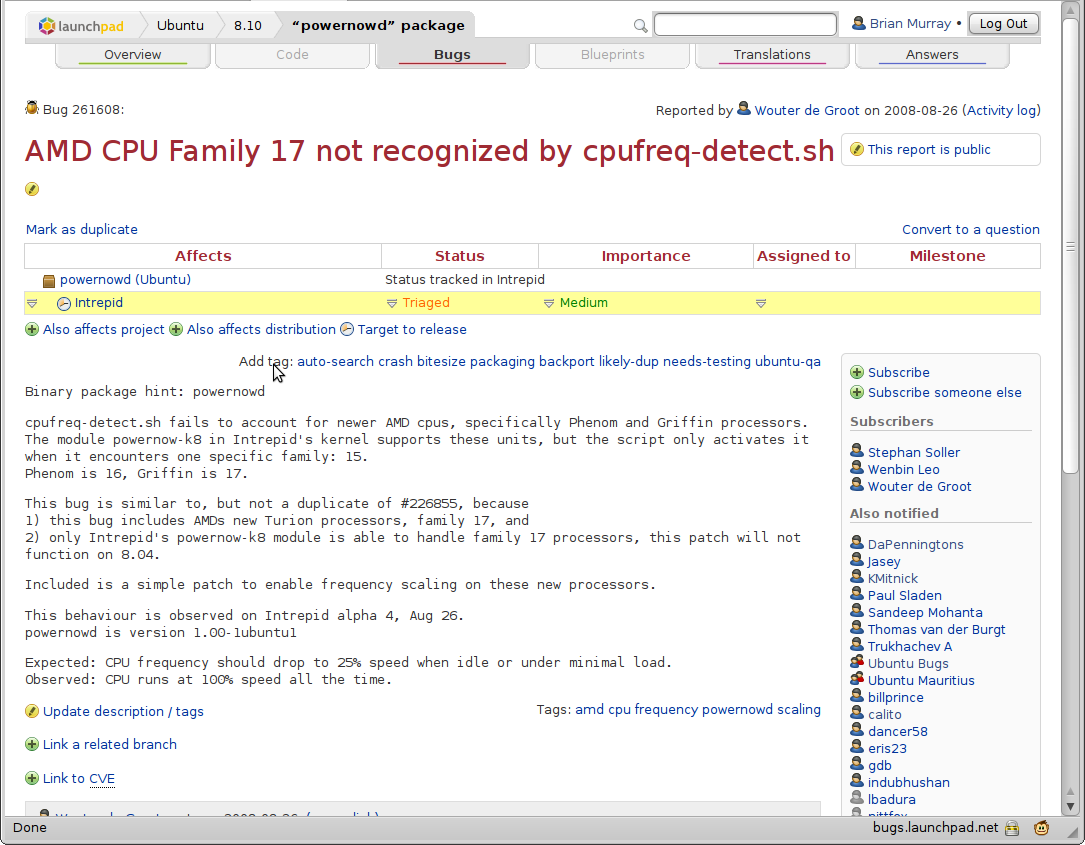 launchpad Ubuntu 8.10 “powernowd” package Brian Murray • Log Out
Overview Code Bugs Blueprints Translations Answers
Bug 261608: Reported by Wouter de Groot on 2008-08-26 (Activity log)
AMD CPU Family 17 not recognized by cpufreq-detect.sh
This report is public
Mark as duplicate Convert to a question
Affects Status Importance Assigned to Milestone
powernowd (Ubuntu) Status tracked in Intrepid
Intrepid Triaged Medium
Also affects project Also affects distribution Target to release
Add tag: auto-search crash bitesize packaging backport likely-dup needs-testing ubuntu-qa
Binary package hint: powernowd
cpufreq-detect.sh fails to account for newer AMD cpus, specifically Phenom and Griffin processors.
The module powernow-k8 in Intrepid's kernel supports these units, but the script only activates it
when it encounters one specific family: 15.
Phenom is 16, Griffin is 17.
This bug is similar to, but not a duplicate of #226855, because
1) this bug includes AMDs new Turion processors, family 17, and
2) only Intrepid's powernow-k8 module is able to handle family 17 processors, this patch will not
function on 8.04.
Included is a simple patch to enable frequency scaling on these new processors.
This behaviour is observed on Intrepid alpha 4, Aug 26.
powernowd is version 1.00-1ubuntu1
Expected: CPU frequency should drop to 25% speed when idle or under minimal load.
Observed: CPU runs at 100% speed all the time.
Update description / tags Tags: amd cpu frequency powernowd scaling
Link a related branch
Link to CVE
Subscribe
Subscribe someone else
Subscribers
Stephan Soller
Wenbin Leo
Wouter de Groot
Also notified
DaPenningtons
Jasey
KMitnick
Paul Sladen
Sandeep Mohanta
Thomas van der Burgt
Trukhachev A
Ubuntu Bugs
Ubuntu Mauritius
billprince
calito
dancer58
eris23
gdb
indubhushan
lbadura
Done bugs.launchpad.net